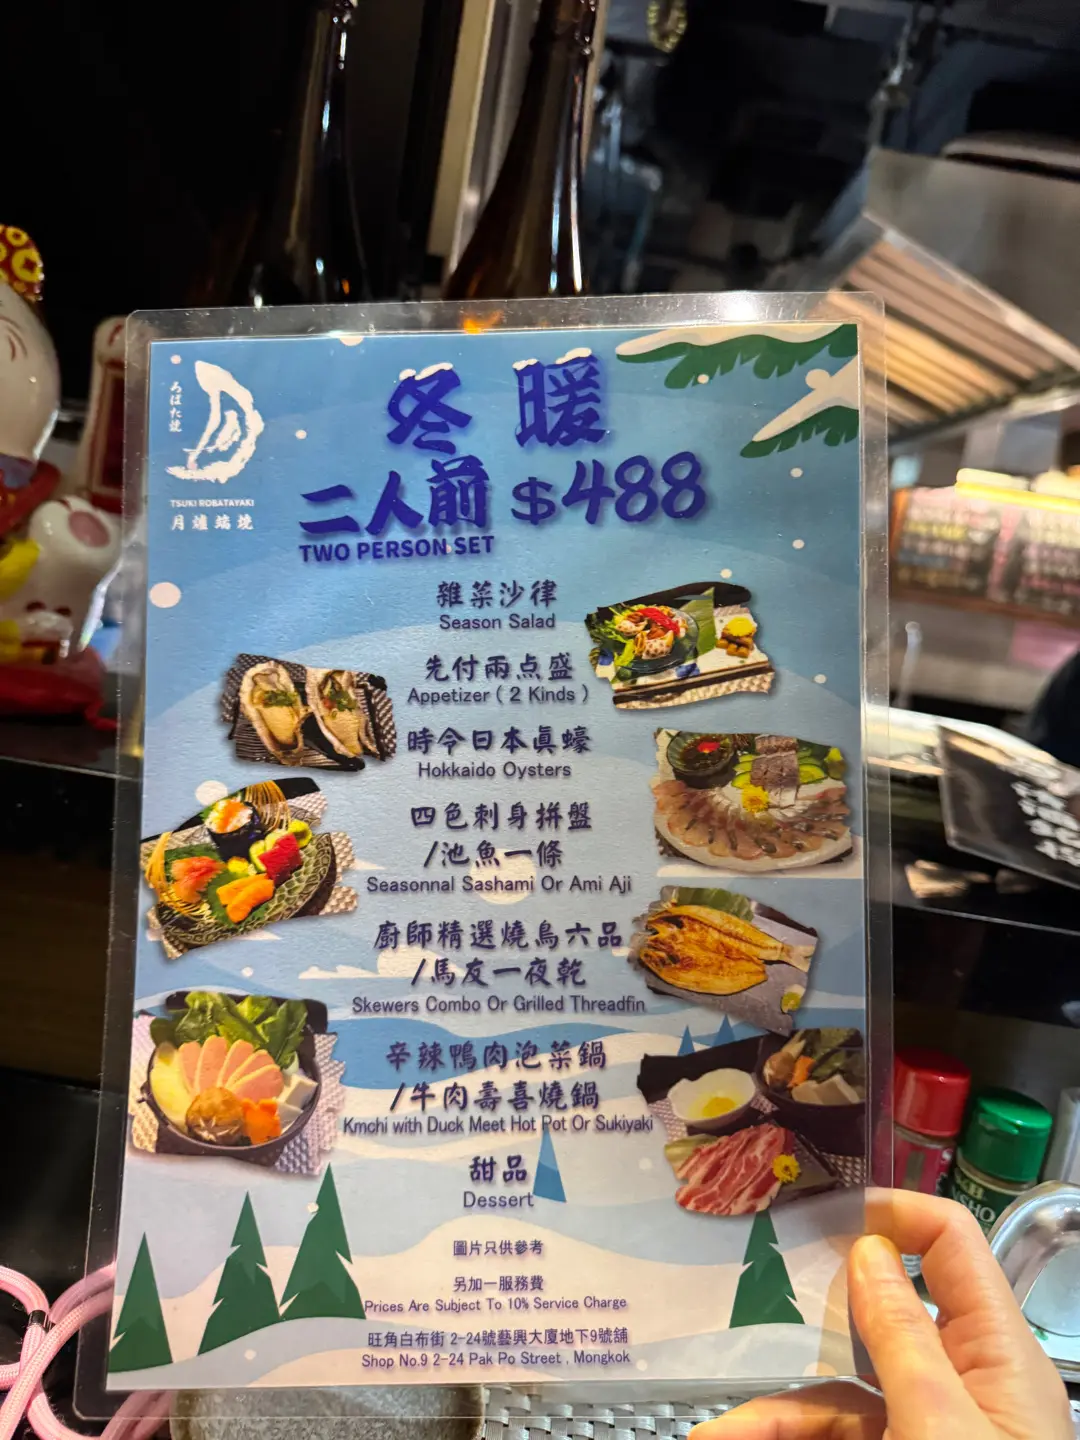 ろばた焼
月
TSUKI ROBATAYAKI
月爐端燒
冬暖
二人前 $488
TWO PERSON SET
雜菜沙律
Season Salad
先付兩点盛
Appetizer ( 2 Kinds )
時令日本真蠔
Hokkaido Oysters
四色刺身拼盤
/池魚一條
Seasonnal Sashami Or Ami Aji
廚師精選燒鳥六品
/馬友一夜乾
Skewers Combo Or Grilled Threadfin
辛辣鴨肉泡菜鍋
/牛肉壽喜燒鍋
Kmchi with Duck Meet Hot Pot Or Sukiyaki
甜品
Dessert
圖片只供參考
另加一服務費
Prices Are Subject To 10% Service Charge
旺角白布街 2-24號藝興大廈地下9號舖
Shop No.9 2-24 Pak Po Street , Mongkok